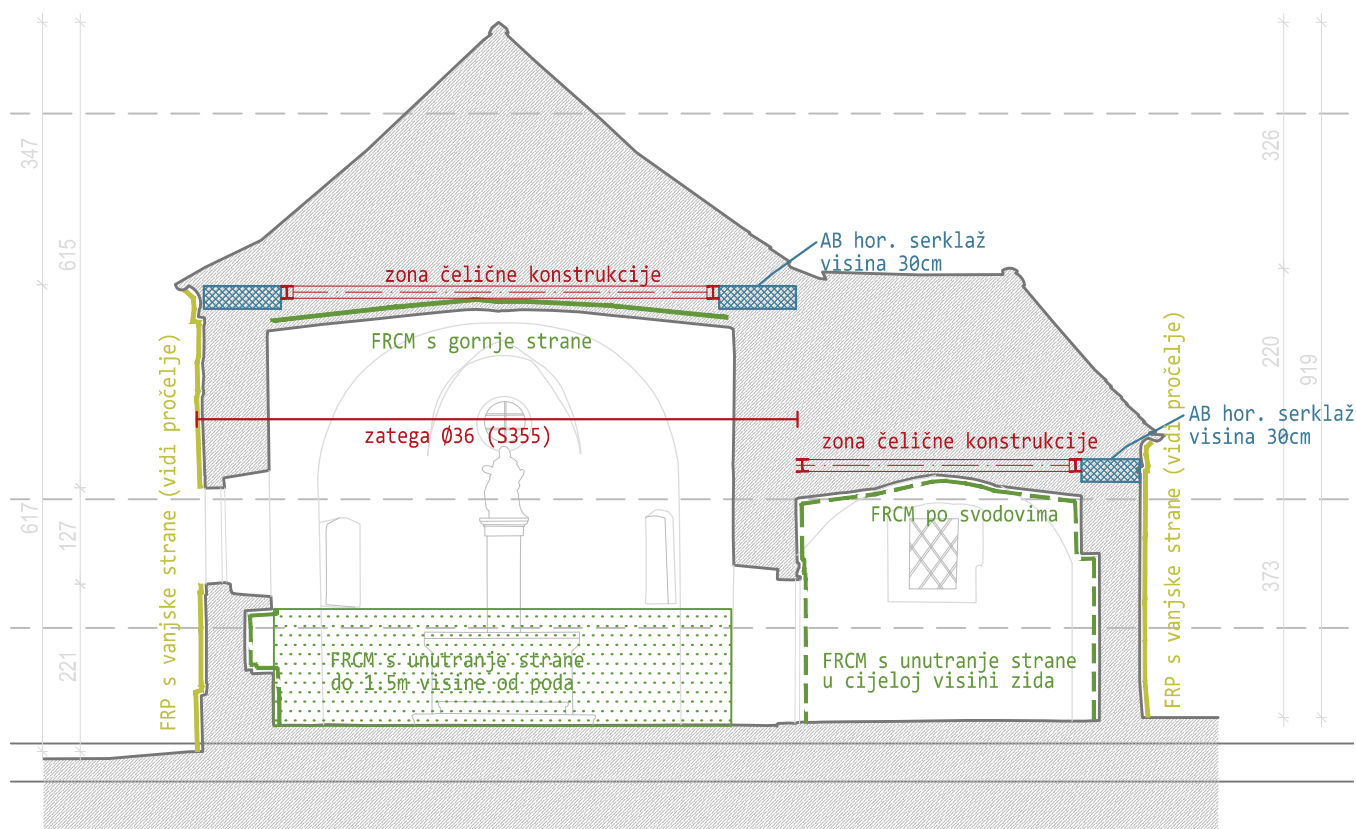 347
615
617
127
221
326
220
919
373
AB hor. serklaž
visina 30cm
zona čelične konstrukcije
FRCM s gornje strane
zatega Ø36 (S355)
AB hor. serklaž
visina 30cm
zona čelične konstrukcije
FRCM po svodovima
FRP s vanjske strane (vidi pročelje)
FRP s vanjske strane (vidi pročelje)
FRCM s unutranje strane
do 1.5m visine od poda
FRCM s unutranje strane
u cijeloj visini zida